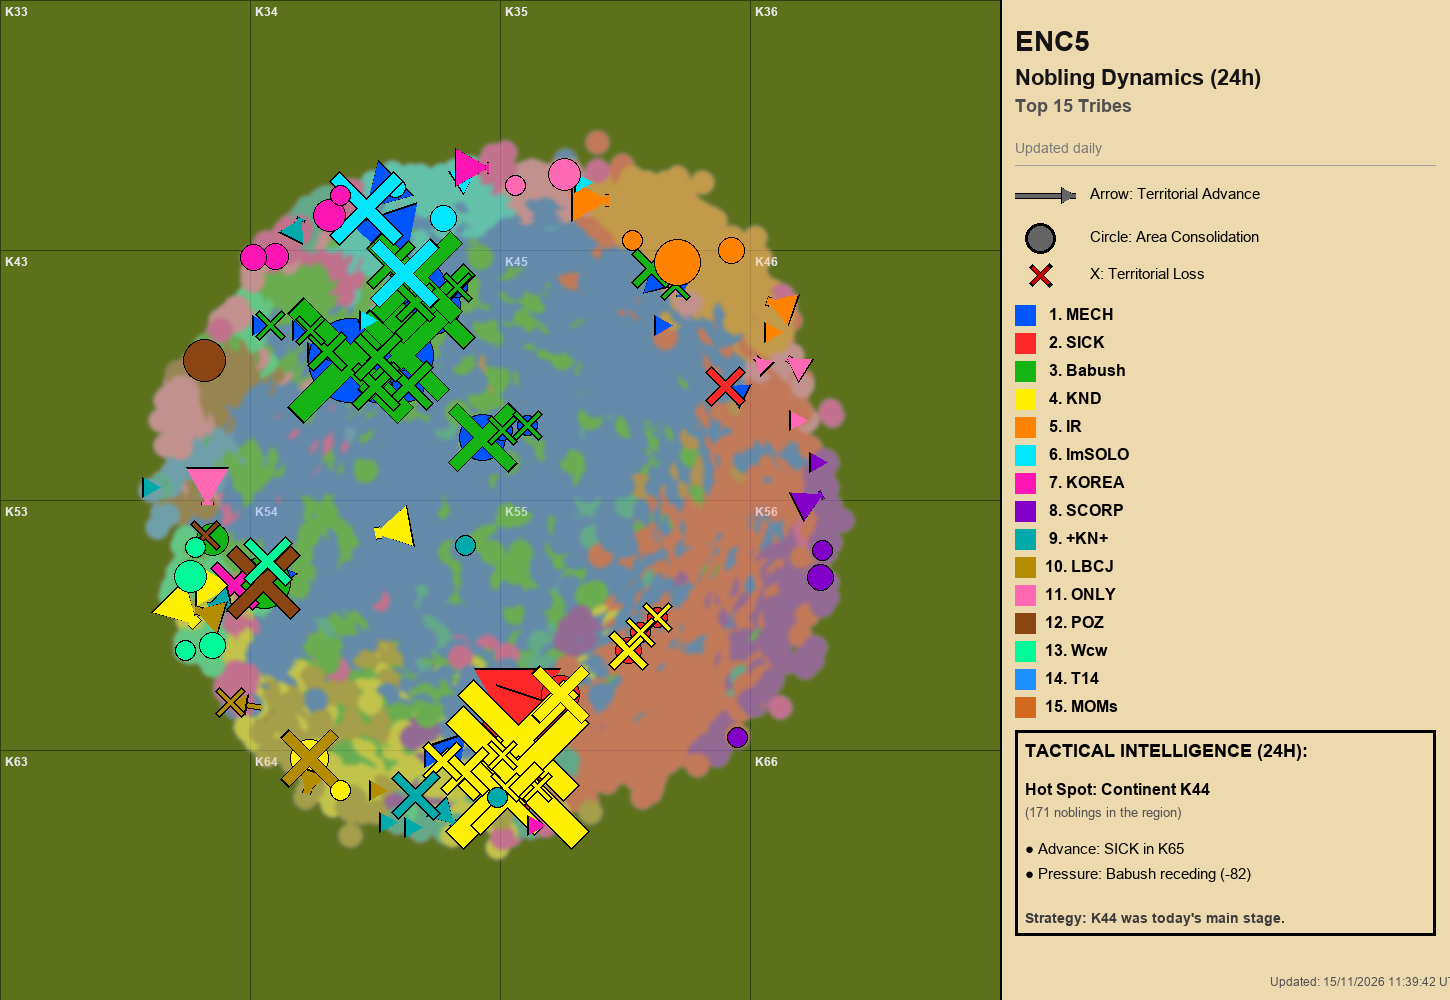 K33
K34
K35
K36
K43
K45
K46
K53
K54
K55
K56
K63
K64
K66
ENC5
Nobling Dynamics (24h)
Top 15 Tribes
Updated daily
Arrow: Territorial Advance
Circle: Area Consolidation
X: Territorial Loss
1. MECH
2. SICK
3. Babush
4. KND
5. IR
6. ImSOLO
7. KOREA
8. SCORP
9. +KN+
10. LBCJ
11. ONLY
12. POZ
13. Wcw
14. T14
15. MOMs
TACTICAL INTELLIGENCE (24H):
Hot Spot: Continent K44
(171 noblings in the region)
● Advance: SICK in K65
● Pressure: Babush receding (-82)
Strategy: K44 was today's main stage.
Updated: 15/11/2026 11:39:42 U